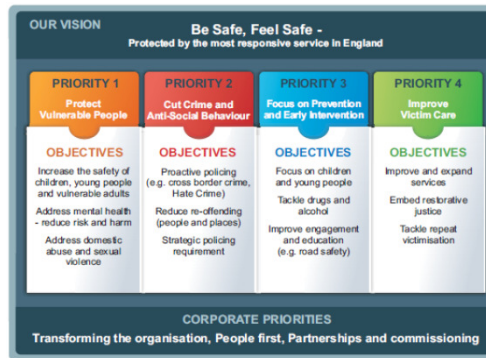 OUR VISION
Be Safe, Feel Safe -
Protected by the most responsive service in England
PRIORITY 1
Protect
Vulnerable People
OBJECTIVES
Increase the safety of
children, young people
and vulnerable adults
Address mental health
- reduce risk and harm
Address domestic
abuse and sexual
violence
PRIORITY 2
Cut Crime and
Anti-Social Behaviour
OBJECTIVES
Proactive policing
(e.g. cross border crime,
Hate Crime)
Reduce re-offending
(people and places)
Strategic policing
requirement
PRIORITY 3
Focus on Prevention
and Early Intervention
OBJECTIVES
Focus on children
and young people
Tackle drugs and
alcohol
Improve engagement
and education
(e.g. road safety)
PRIORITY 4
Improve
Victim Care
OBJECTIVES
Improve and expand
services
Embed restorative
justice
Tackle repeat
victimisation
CORPORATE PRIORITIES
Transforming the organisation, People first, Partnerships and commissioning